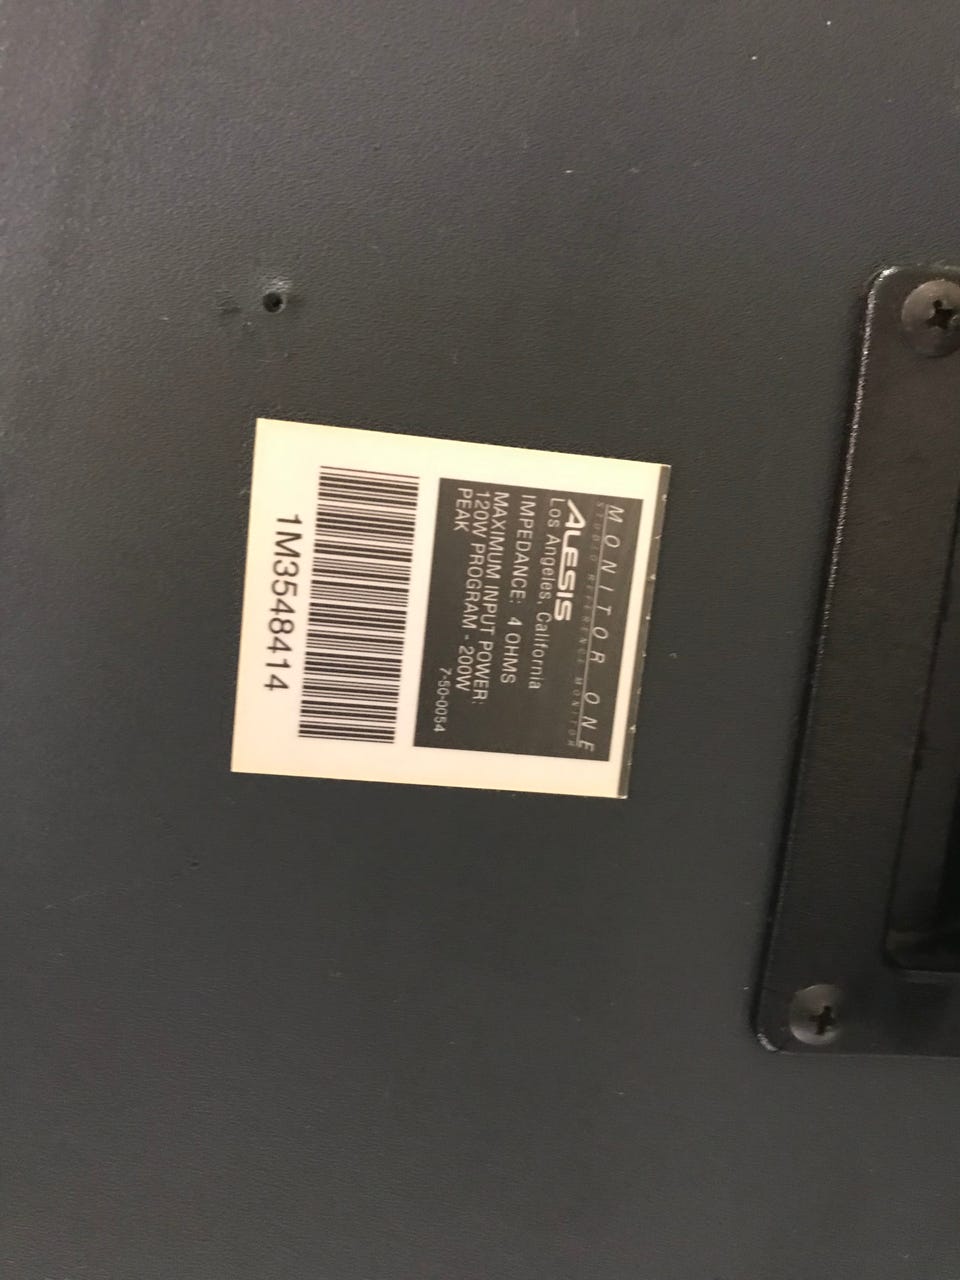 MONITOR ONE
STUDIO REFERENCE MONITOR
ALESIS
Los Angeles, California
IMPEDANCE: 4 OHMS
MAXIMUM INPUT POWER:
120W PROGRAM - 200W
PEAK
7-50-0054
1M3548414